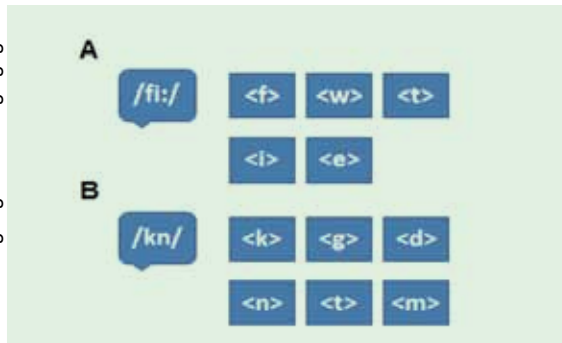 A
/fi:/ <f> <w> <t>
<i> <e>
B
/kn/ <k> <g> <d>
<n> <t> <m>